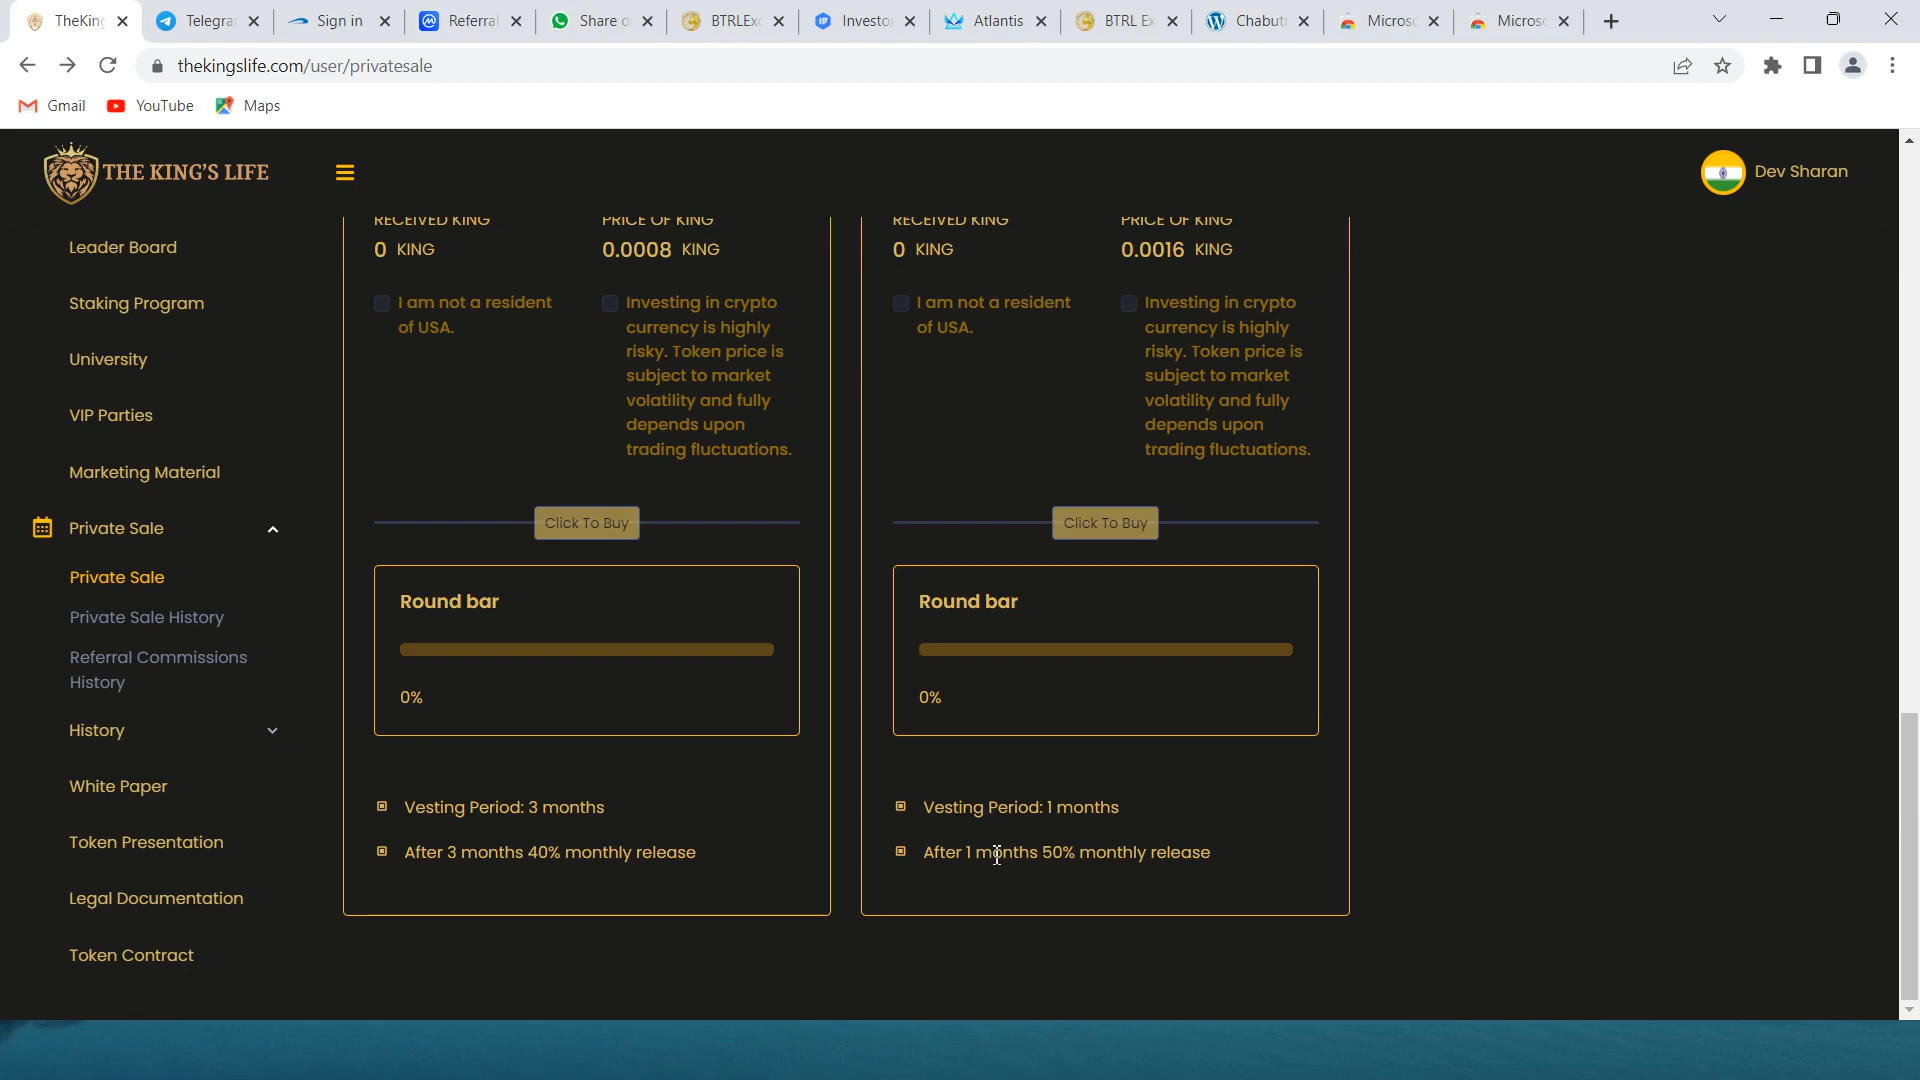 TheKing
Telegra
Sign in
Referral
Share o
BTRLExc
Investo
Atlantis
BTRL Ex
Chabut
Microso
Microso
thekingslife.com/user/privatesale
Gmail
YouTube
Maps
THE KING'S LIFE
Dev Sharan
Leader Board
Staking Program
University
VIP Parties
Marketing Material
Private Sale
Private Sale
Private Sale History
Referral Commissions
History
History
White Paper
Token Presentation
Legal Documentation
Token Contract
RECEIVED KING
PRICE OF KING
0 KING
0.0008 KING
I am not a resident
of USA.
Investing in crypto
currency is highly
risky. Token price is
subject to market
volatility and fully
depends upon
trading fluctuations.
Click To Buy
Round bar
0%
Vesting Period: 3 months
After 3 months 40% monthly release
RECEIVED KING
PRICE OF KING
0 KING
0.0016 KING
I am not a resident
of USA.
Investing in crypto
currency is highly
risky. Token price is
subject to market
volatility and fully
depends upon
trading fluctuations.
Click To Buy
Round bar
0%
Vesting Period: 1 months
After 1 months 50% monthly release